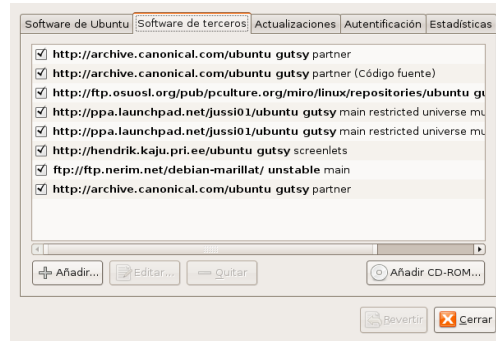 Software de Ubuntu Software de terceros Actualizaciones Autentificación Estadísticas
http://archive.canonical.com/ubuntu gutsy partner
http://archive.canonical.com/ubuntu gutsy partner (Código fuente)
http://ftp.osuosl.org/pub/pculture.org/miro/linux/repositories/ubuntu gu
http://ppa.launchpad.net/jussi01/ubuntu gutsy main restricted universe mu
http://ppa.launchpad.net/jussi01/ubuntu gutsy main restricted universe mu
http://hendrik.kaju.pri.ee/ubuntu gutsy screenlets
ftp://ftp.nerim.net/debian-marillat/ unstable main
http://archive.canonical.com/ubuntu gutsy partner
Añadir... Editar... Quitar Añadir CD-ROM...
Revertir Cerrar